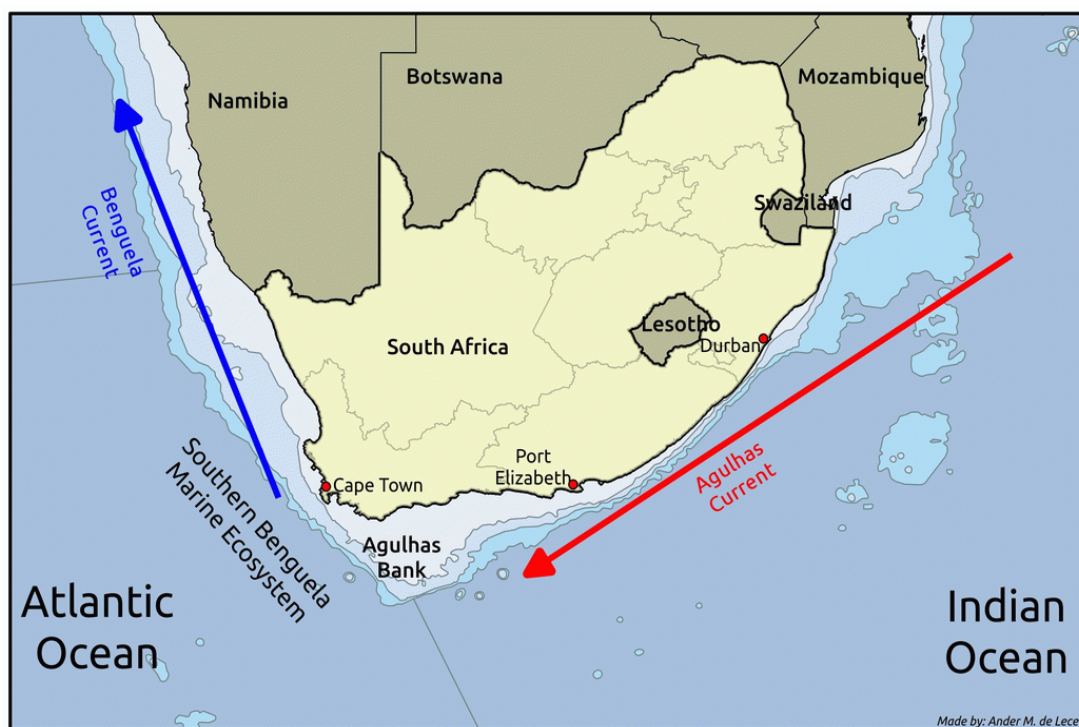 Namibia
Botswana
Mozambique
Swaziland
Benguela
Current
South Africa
Lesotho
Durban
Cape Town
Port
Elizabeth
Agulhas
Current
Southern Benguela
Marine Ecosystem
Agulhas
Bank
Atlantic
Ocean
Indian
Ocean
Made by: Ander M. de Lece